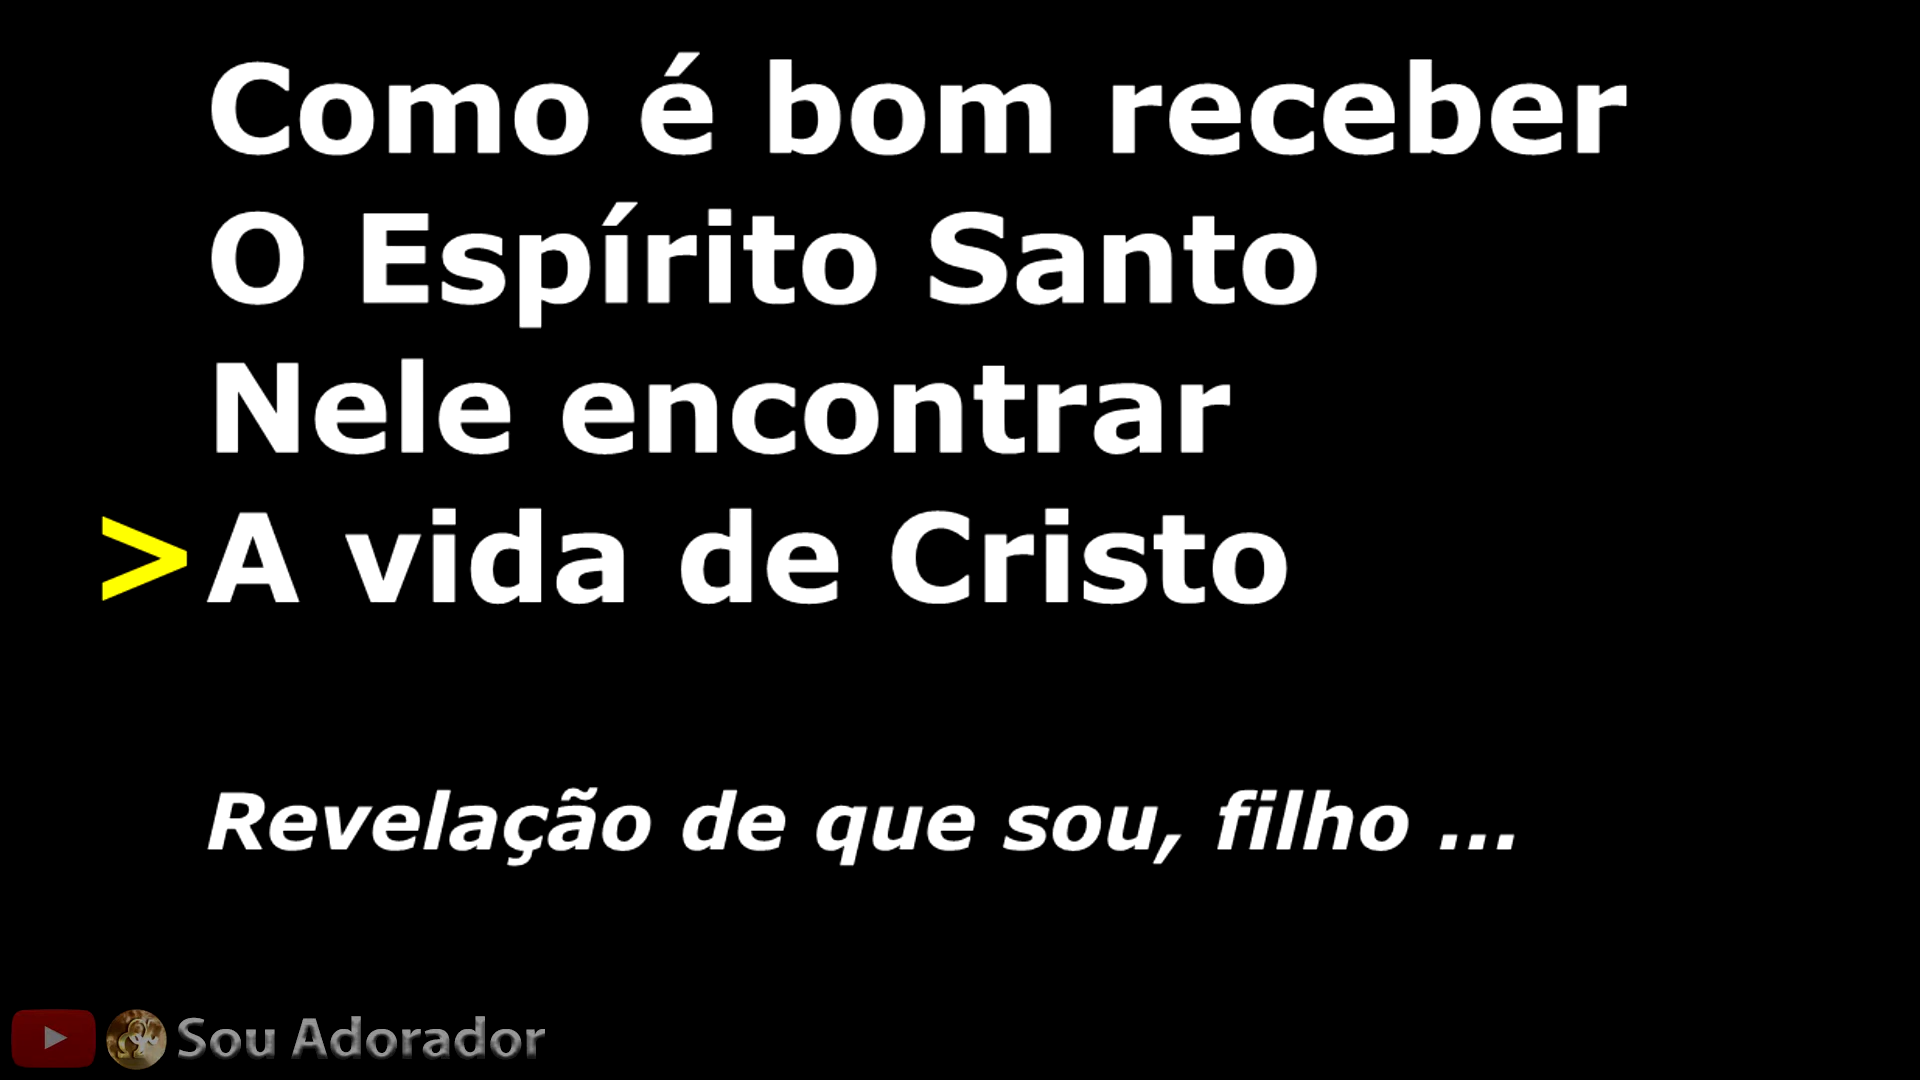 Como é bom receber
O Espírito Santo
Nele encontrar
>A vida de Cristo
Revelação de que sou, filho ...
Sou Adorador